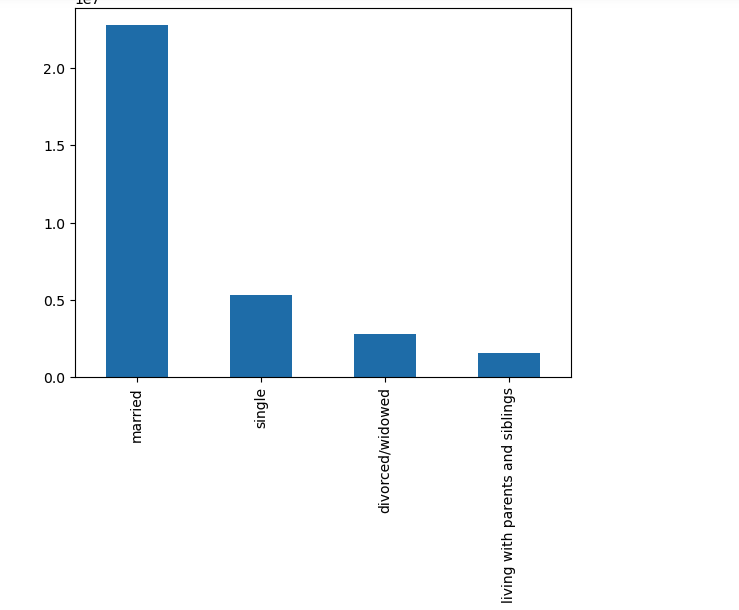 1e7
2.0
1.5
1.0
0.5
0.0
married
single
divorced/widowed
living with parents and siblings